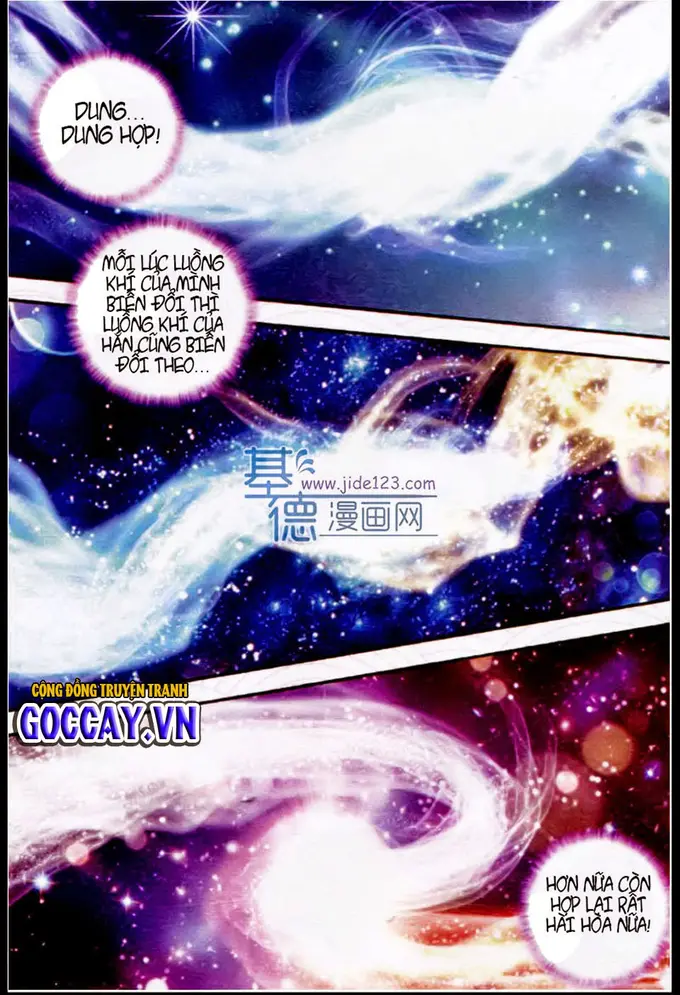 DUNG...
DUNG HỢP!
MỖI LÚC LUỒNG
KHÍ CỦA MÌNH
BIẾN ĐỔI THÌ
LUỒNG KHÍ CỦA
HẮN CŨNG BIẾN
ĐỔI THEO...
基德
www.jide123.com
漫画网
CỘNG ĐỒNG TRUYỆN TRANH
GOCCAY.VN
HƠN NỮA CÒN
HỢP LẠI RẤT
HÀI HÒA NỮA!